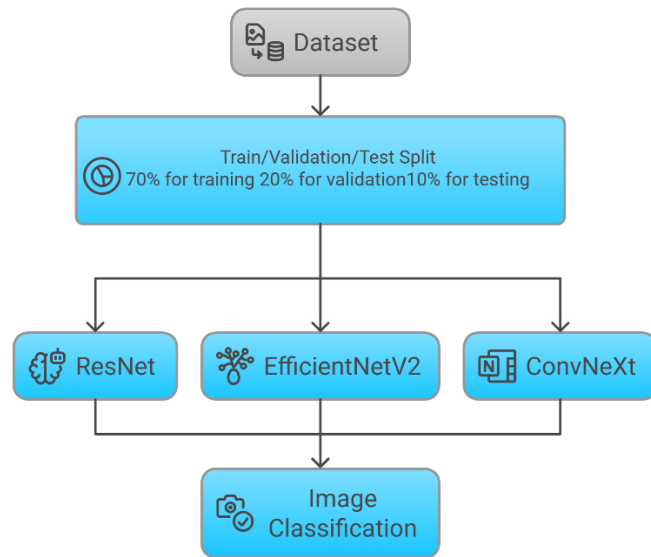 Dataset
Train/Validation/Test Split
70% for training 20% for validation10% for testing
ResNet
EfficientNetV2
N
ConvNeXt
Image
Classification